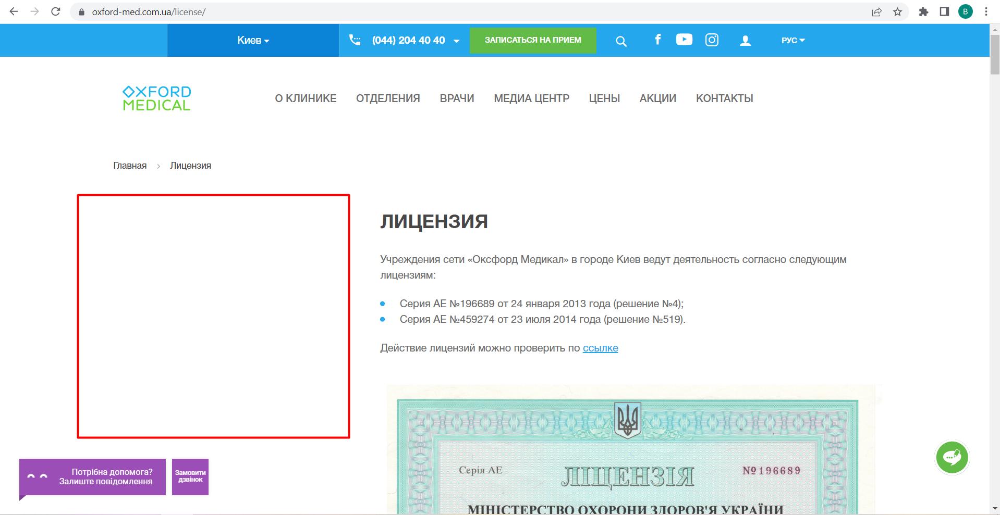 oxford-med.com.ua/license/
B
Киев
(044) 204 40 40
ЗАПИСАТЬСЯ НА ПРИЕМ
f
РУС
OXFORD
MEDICAL
О КЛИНИКЕ ОТДЕЛЕНИЯ ВРАЧИ МЕДИА ЦЕНТР ЦЕНЫ АКЦИИ КОНТАКТЫ
Главная > Лицензия
ЛИЦЕНЗИЯ
Учреждения сети «Оксфорд Медикал» в городе Киев ведут деятельность согласно следующим
лицензиям:
Серия АЕ №196689 от 24 января 2013 года (решение №4);
Серия АЕ №459274 от 23 июля 2014 года (решение №519).
Действие лицензий можно проверить по ссылке
Серія АЕ
ЛІЦЕНЗІЯ
№196689
МІНІСТЕРСТВО ОХОРОНИ ЗДОРОВ'Я УКРАЇНИ
Потрібна допомога?
Залиште повідомлення
Замовити
дзвінок